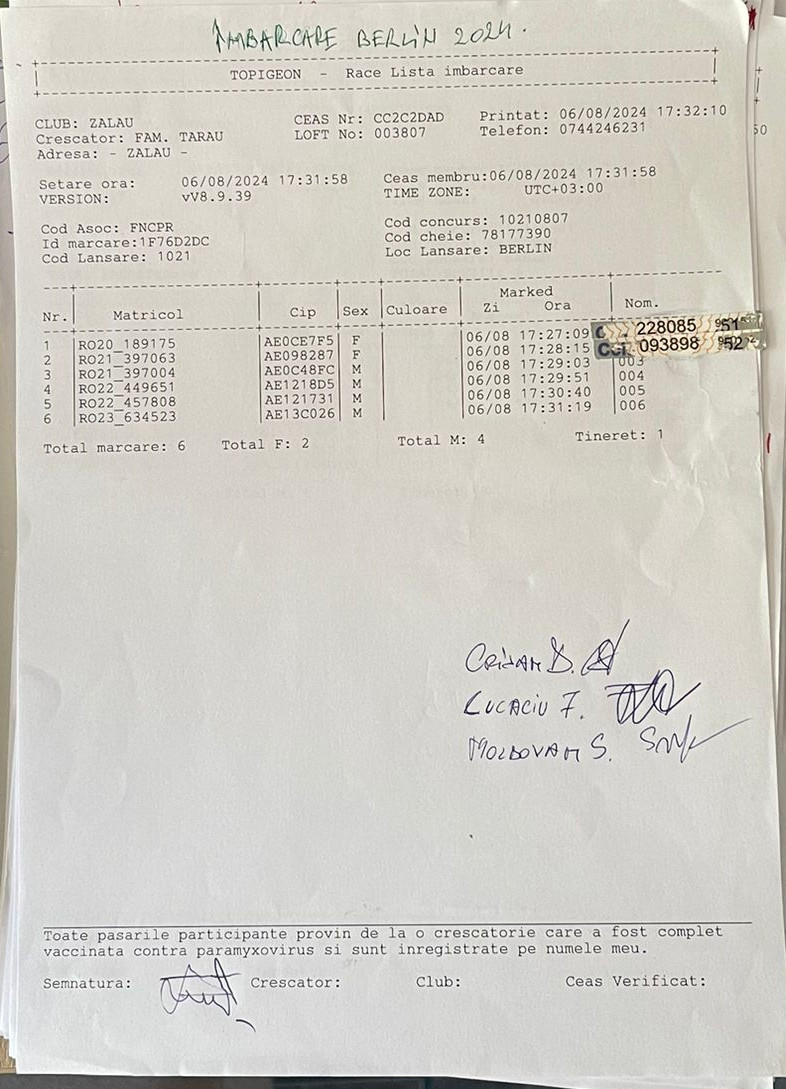 ÎMBARCARE BERLIN 2024.
TOPIGEON - Race Lista imbarcare
CLUB: ZALAU CEAS Nr: CC2C2DAD Printat: 06/08/2024 17:32:10
Crescator: FAM. TARAU LOFT No: 003807 Telefon: 0744246231
Adresa: - ZALAU -
Setare ora: 06/08/2024 17:31:58 Ceas membru:06/08/2024 17:31:58
VERSION: vV8.9.39 TIME ZONE: UTC+03:00
Cod Asoc: FNCPR Cod concurs: 10210807
Id marcare:1F76D2DC Cod cheie: 78177390
Cod Lansare: 1021 Loc Lansare: BERLIN
Marked
Nr. Matricol Cip Sex Culoare Zi Ora Nom.
1 RO20_189175 AE0CE7F5 F 06/08 17:27:09 228085
2 RO21_397063 AE098287 F 06/08 17:28:15 093898
3 RO21_397004 AE0C48FC M 06/08 17:29:03 003
4 RO22_449651 AE1218D5 M 06/08 17:29:51 004
5 RO22_457808 AE121731 M 06/08 17:30:40 005
6 RO23_634523 AE13C026 M 06/08 17:31:19 006
Total marcare: 6 Total F: 2 Total M: 4 Tineret: 1
CRIȘAN D.
LUCACIU F.
MOLDOVAN S.
Toate pasarile participante provin de la o crescatorie care a fost complet
vaccinata contra paramyxovirus si sunt inregistrate pe numele meu.
Semnatura: Crescator: Club: Ceas Verificat:
50